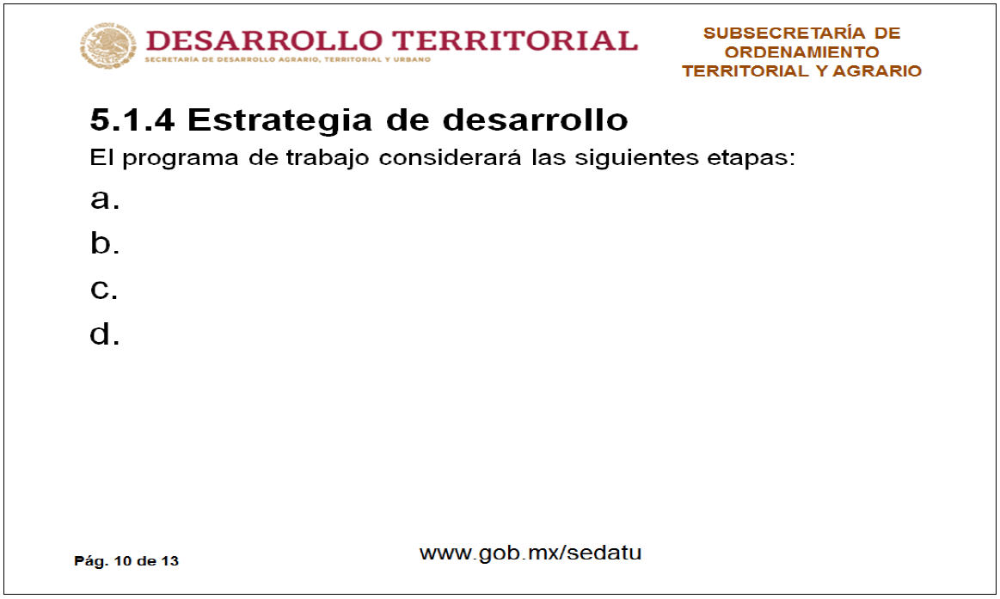 DESARROLLO TERRITORIAL
SECRETARÍA DE DESARROLLO AGRARIO, TERRITORIAL Y URBANO
SUBSECRETARÍA DE
ORDENAMIENTO
TERRITORIAL Y AGRARIO
5.1.4 Estrategia de desarrollo
El programa de trabajo considerará las siguientes etapas:
a.
b.
c.
d.
www.gob.mx/sedatu
Pág. 10 de 13